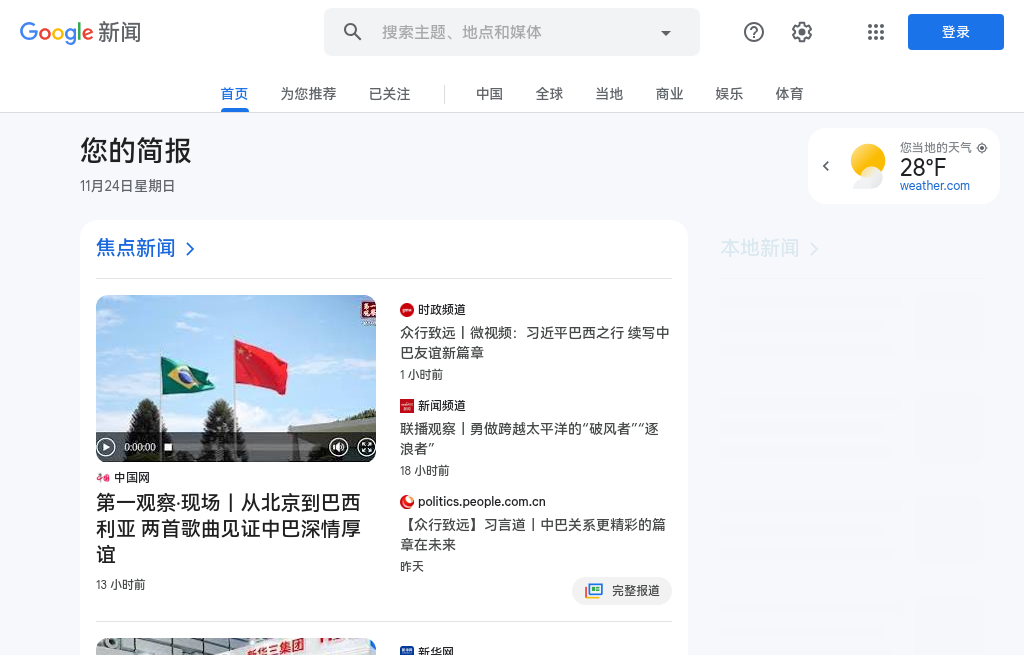 Google 新闻
搜索主题、地点和媒体
登录
首页
为您推荐
已关注
中国
全球
当地
商业
娱乐
体育
您的简报
11月24日星期日
您当地的天气
28°F
weather.com
焦点新闻
本地新闻
0:00:00
中国网
第一观察·现场丨从北京到巴西
利亚 两首歌曲见证中巴深情厚
谊
13 小时前
时政频道
众行致远丨微视频：习近平巴西之行 续写中
巴友谊新篇章
1 小时前
新闻频道
联播观察丨勇做跨越太平洋的“破风者”“逐
浪者”
18 小时前
politics.people.com.cn
【众行致远】习言道丨中巴关系更精彩的篇
章在未来
昨天
完整报道
新华三集团
新华网